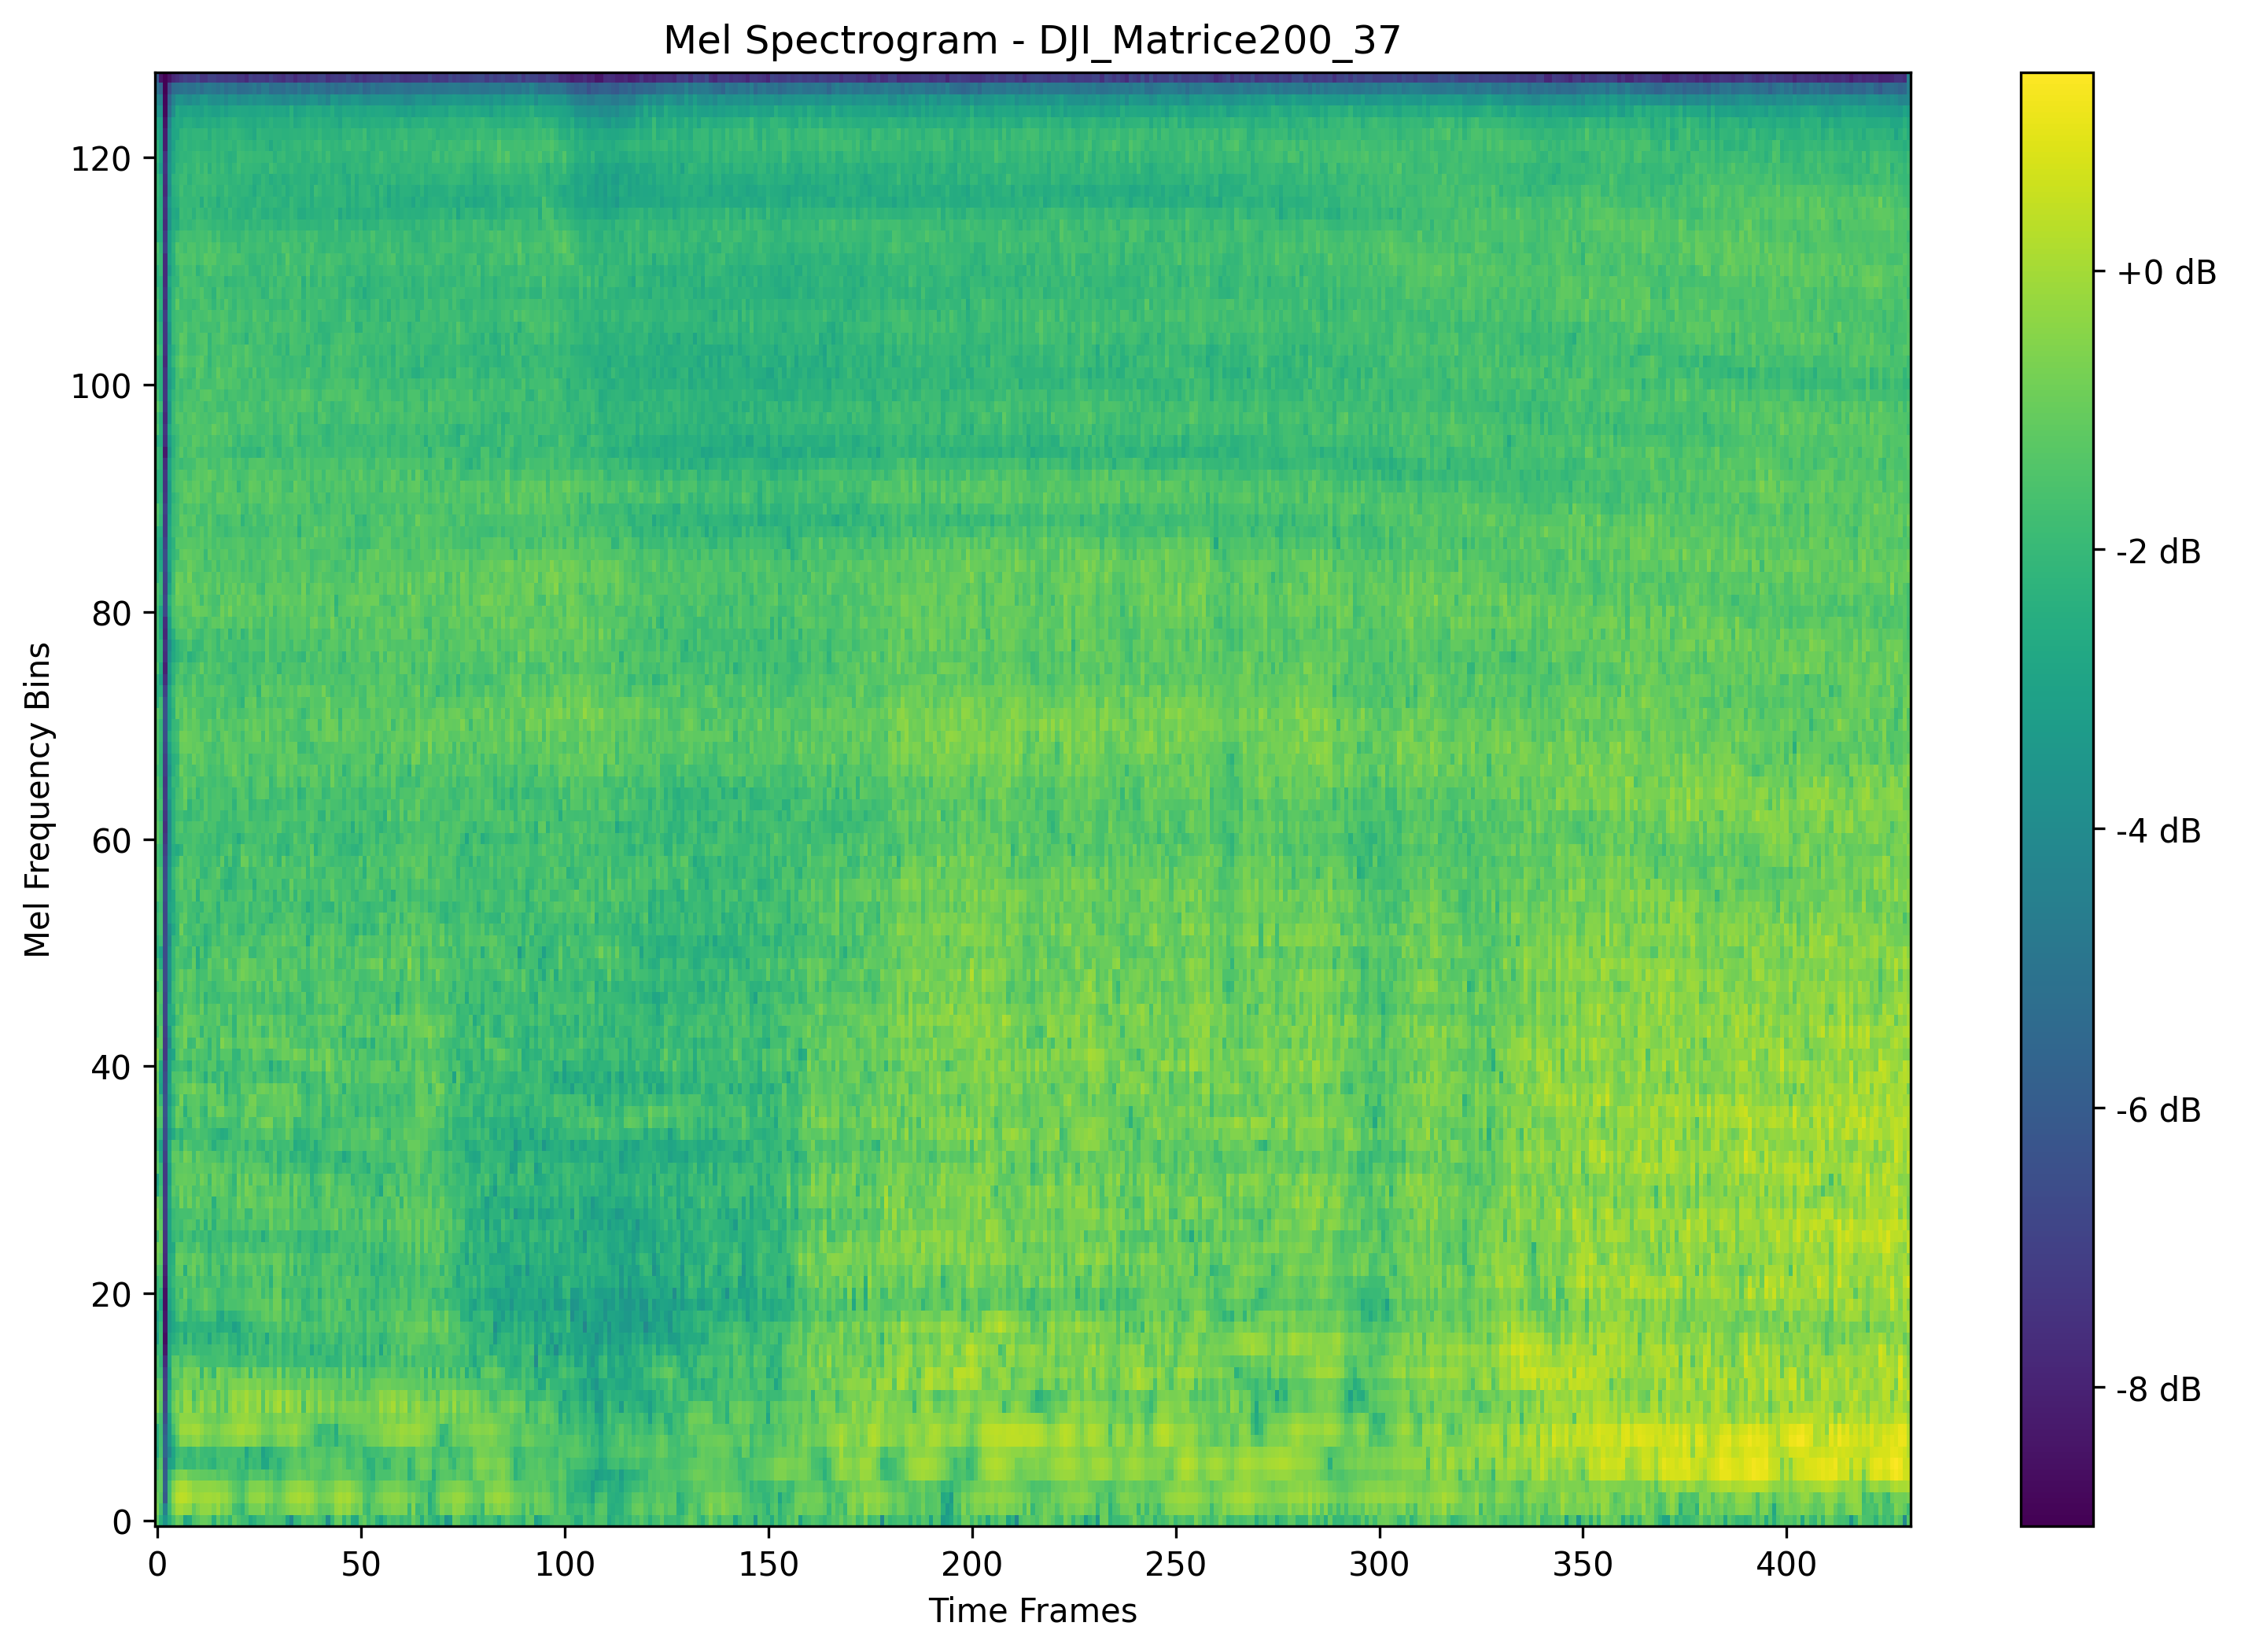 Mel Spectrogram - DJI_Matrice200_37
Mel Frequency Bins
120
100
80
60
40
20
0
0 50 100 150 200 250 300 350 400
Time Frames
+0 dB
-2 dB
-4 dB
-6 dB
-8 dB